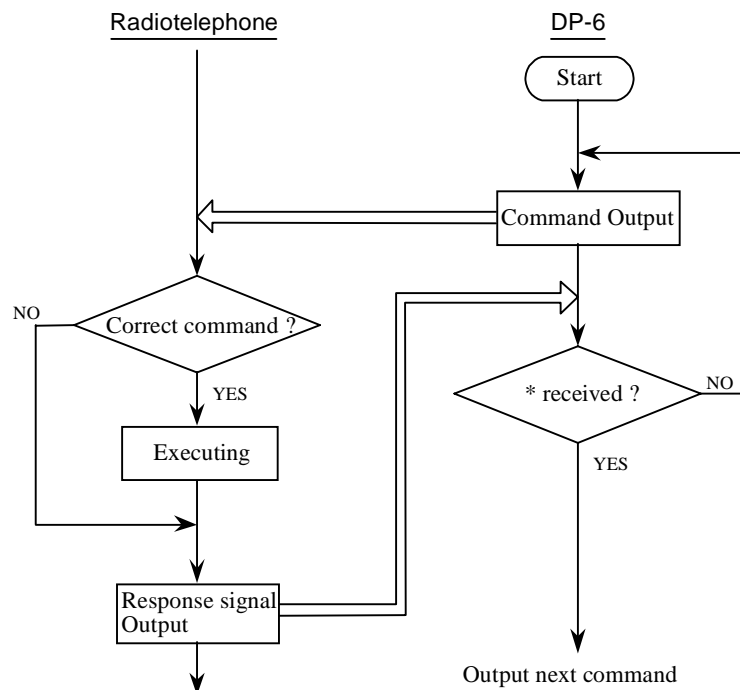 Radiotelephone
DP-6
Start
Command Output
NO
Correct command ?
YES
* received ?
NO
Executing
YES
Response signal
Output
Output next command